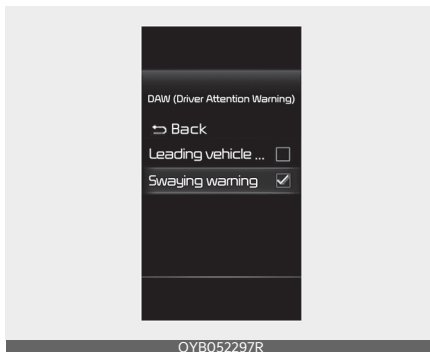 DAW (Driver Attention Warning)
Back
Leading vehicle ...
Swaying warning
OYB052297R